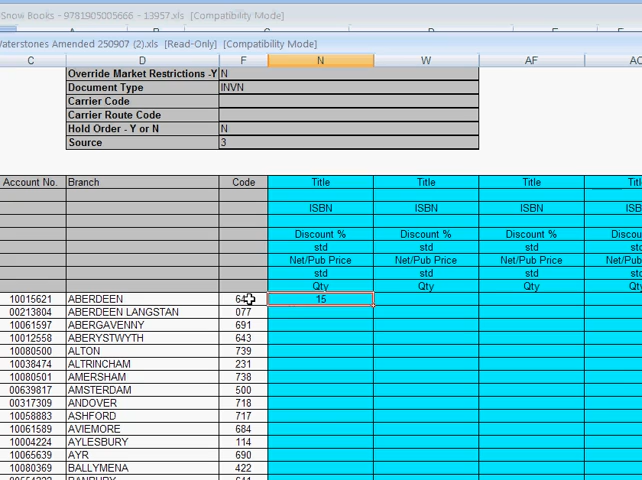 Snow Books - 9781905005666 - 13957.xls [Compatibility Mode]
Waterstones Amended 250907 (2).xls [Read-Only] [Compatibility Mode]
C D F N W AF
Override Market Restrictions -Y N
Document Type INVN
Carrier Code
Carrier Route Code
Hold Order - Y or N N
Source 3
Account No. Branch Code Title Title Title
ISBN ISBN ISBN
Discount % Discount % Discount %
std std std
Net/Pub Price Net/Pub Price Net/Pub Price
std std std
Qty Qty Qty
10015621 ABERDEEN 15
00213804 ABERDEEN LANGSTAN 077
10061597 ABERGAVENNY 691
10012558 ABERYSTWYTH 643
10080500 ALTON 739
10038474 ALTRINCHAM 231
10080501 AMERSHAM 738
00639817 AMSTERDAM 500
00317309 ANDOVER 718
10058883 ASHFORD 717
10061589 AVIEMORE 684
10004224 AYLESBURY 114
10065639 AYR 690
10080369 BALLYMENA 422